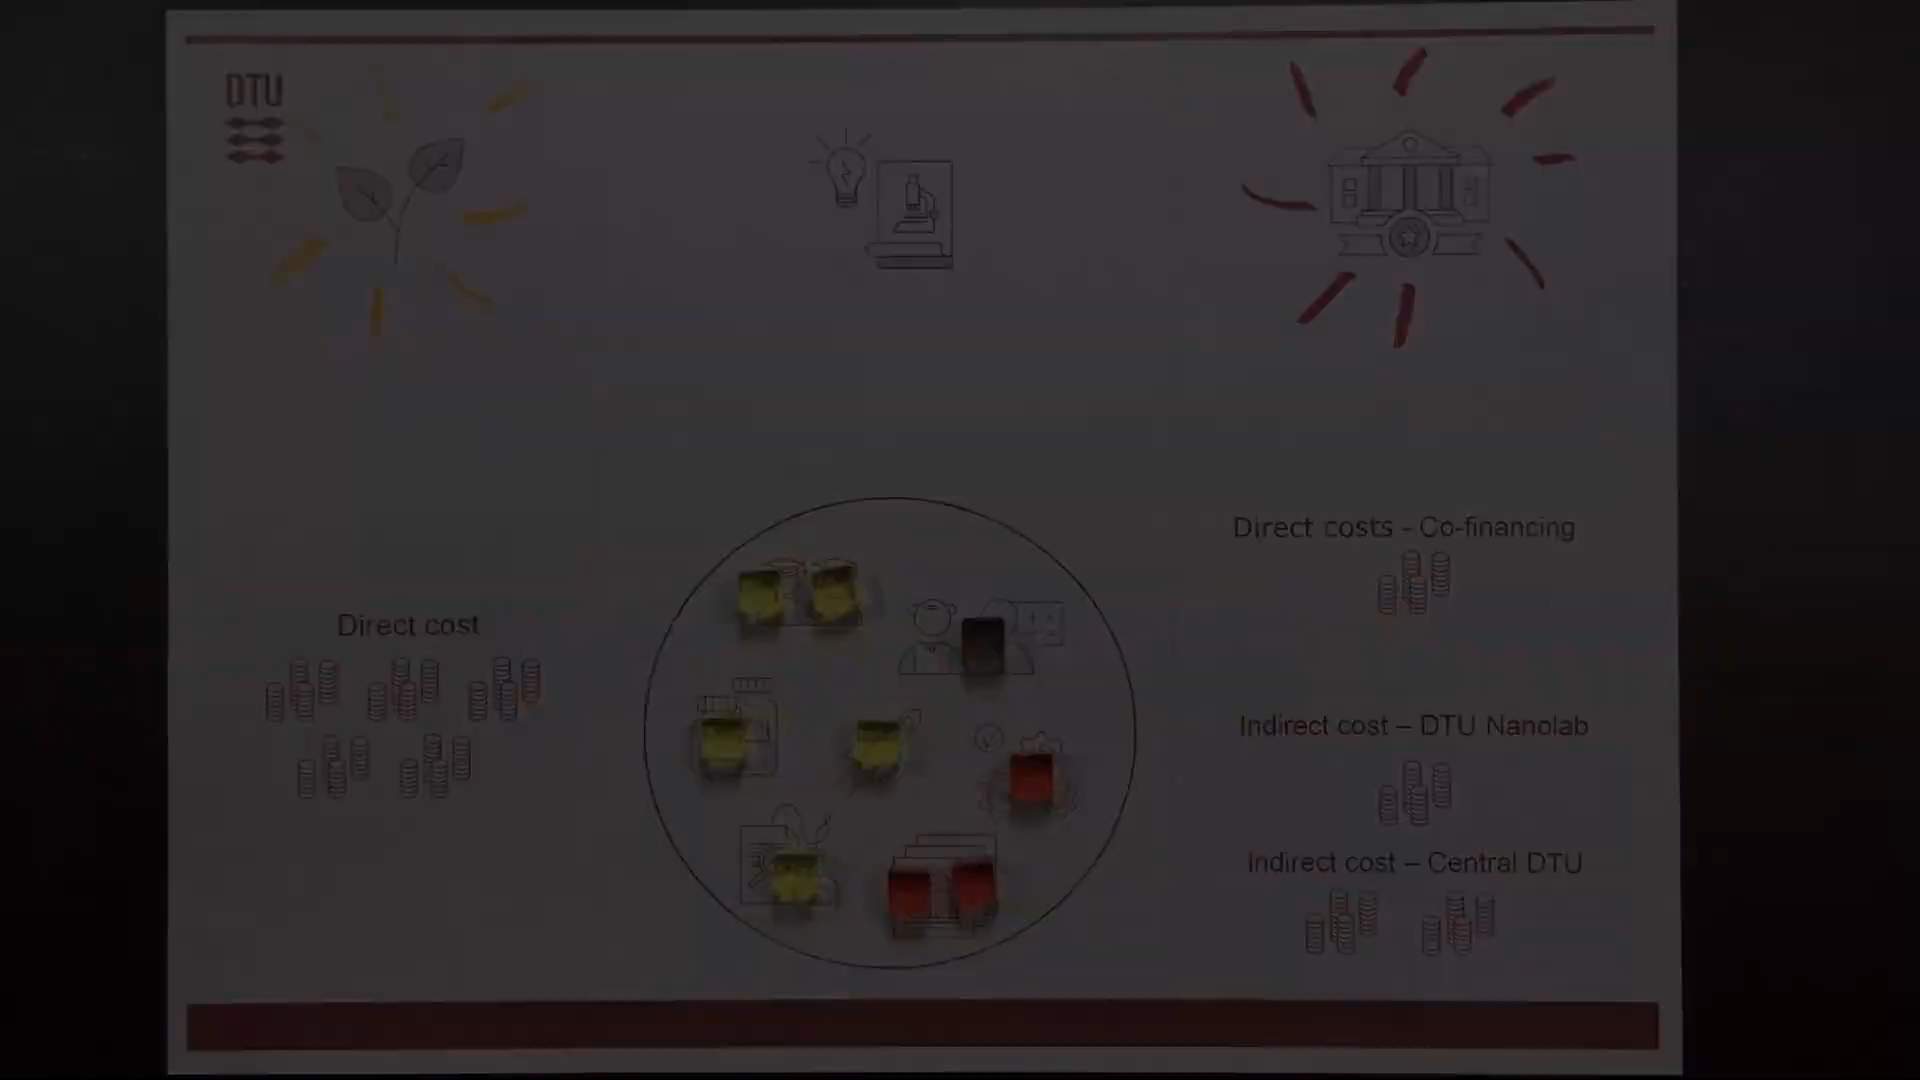 DTU
Direct cost
Direct costs - Co-financing
Indirect cost – DTU Nanolab
Indirect cost – Central DTU